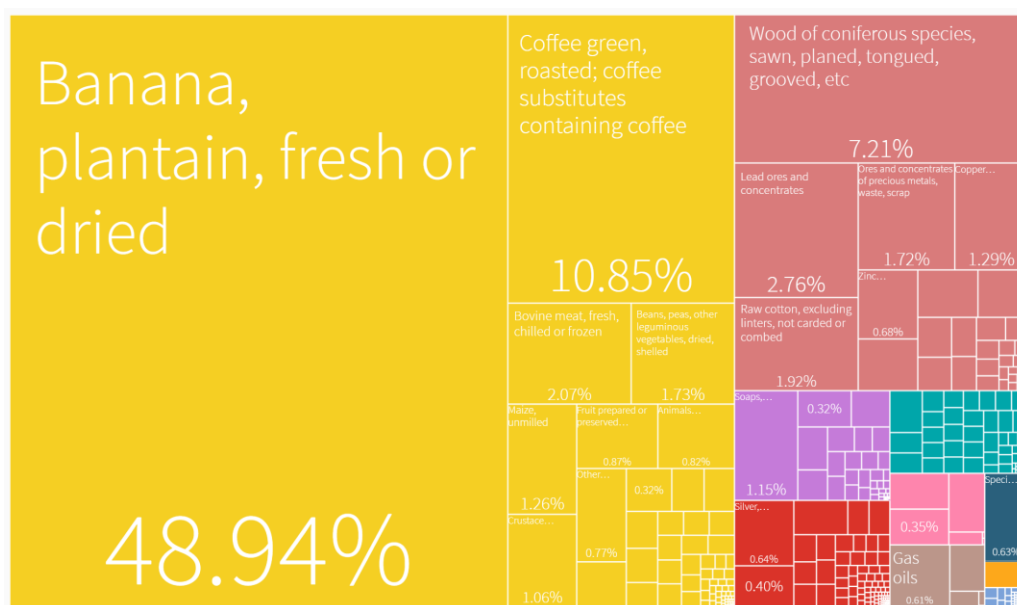 Banana,
plantain, fresh or
dried
48.94%
Coffee green,
roasted; coffee
substitutes
containing coffee
10.85%
Bovine meat, fresh,
chilled or frozen
2.07%
Beans, peas, other
leguminous
vegetables, dried,
shelled
1.73%
Maize,
unmilled
1.26%
Fruit prepared or
preserved...
0.87%
Animals...
0.82%
Crustace...
1.06%
Other...
0.77%
0.32%
Wood of coniferous species,
sawn, planed, tongued,
grooved, etc
7.21%
Lead ores and
concentrates
2.76%
Ores and concentrates
of precious metals,
waste, scrap
1.72%
Copper...
1.29%
Raw cotton, excluding
linters, not carded or
combed
1.92%
Zinc...
0.68%
Soaps,...
1.15%
0.32%
Silver,...
0.64%
0.40%
0.35%
Speci...
0.63%
Gas
oils
0.61%